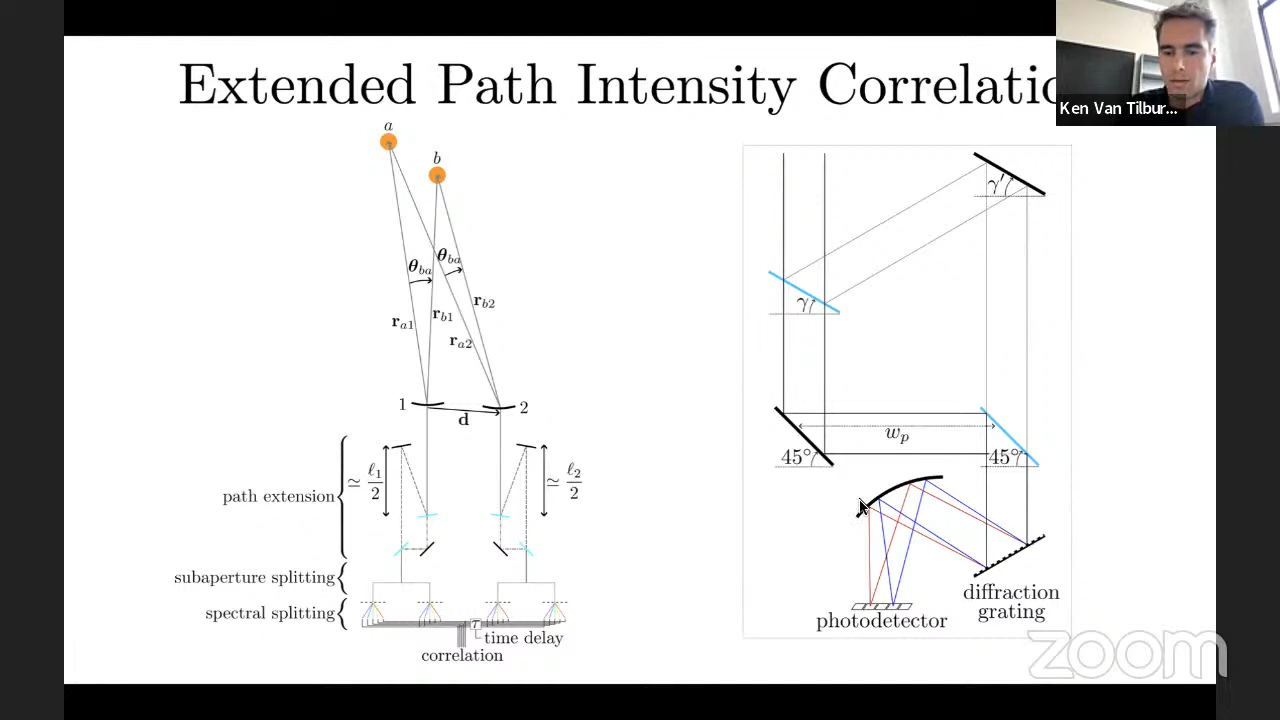 Extended Path Intensity Correlatio
Ken Van Tilbur...
a
b
θba
θba
ra1
rb1
ra2
rb2
1
2
d
path extension
≃ ℓ1/2
≃ ℓ2/2
subaperture splitting
spectral splitting
τ
time delay
correlation
γ′
γ
wp
45°
45°
diffraction
grating
photodetector
zoom